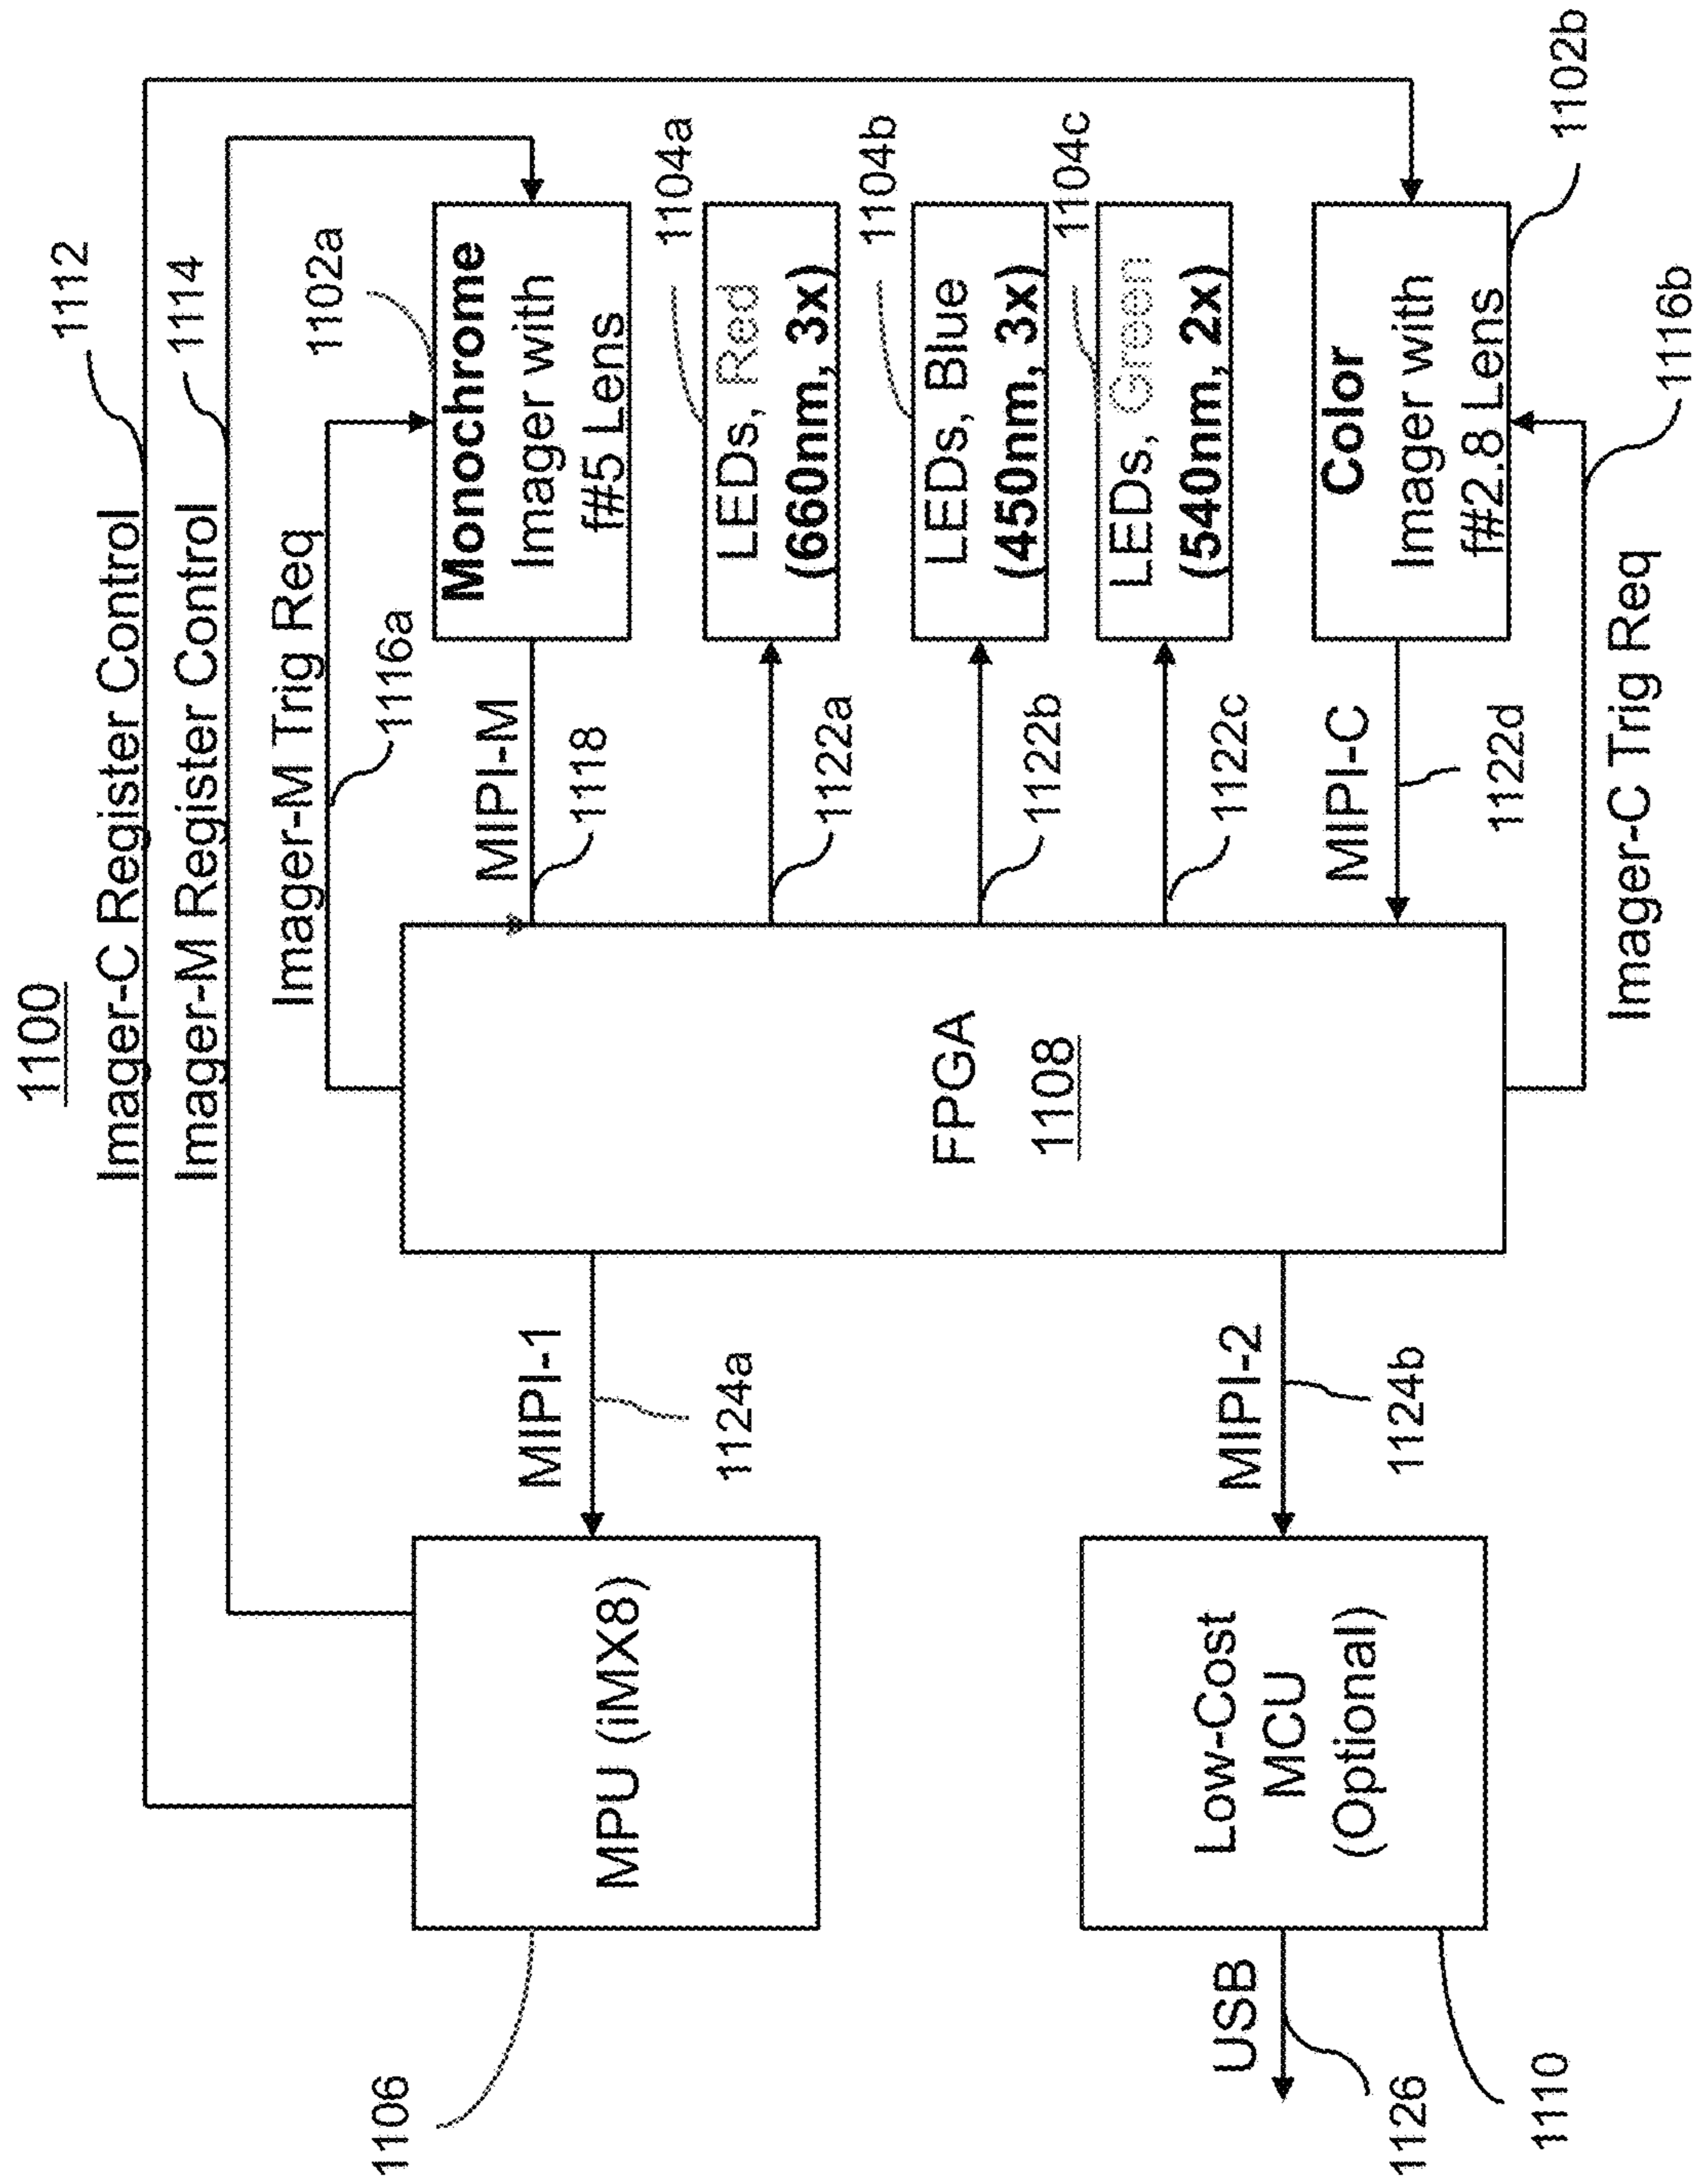 1100
Imager-C Register Control
1112
Imager-M Register Control
1114
Imager-M Trig Req
1116a
1102a
Monochrome
Imager with
f#5 Lens
MIPI-M
1118
1104a
LEDs, Red
(660nm, 3x)
1122a
1104b
LEDs, Blue
(450nm, 3x)
1122b
1104c
LEDs, Green
(540nm, 2x)
1122c
Color
Imager with
f#2.8 Lens
1102b
MIPI-C
1122d
Imager-C Trig Req
1116b
FPGA
1108
MIPI-1
1124a
MIPI-2
1124b
MPU (iMX8)
1106
Low-Cost
MCU
(Optional)
1110
USB
1126